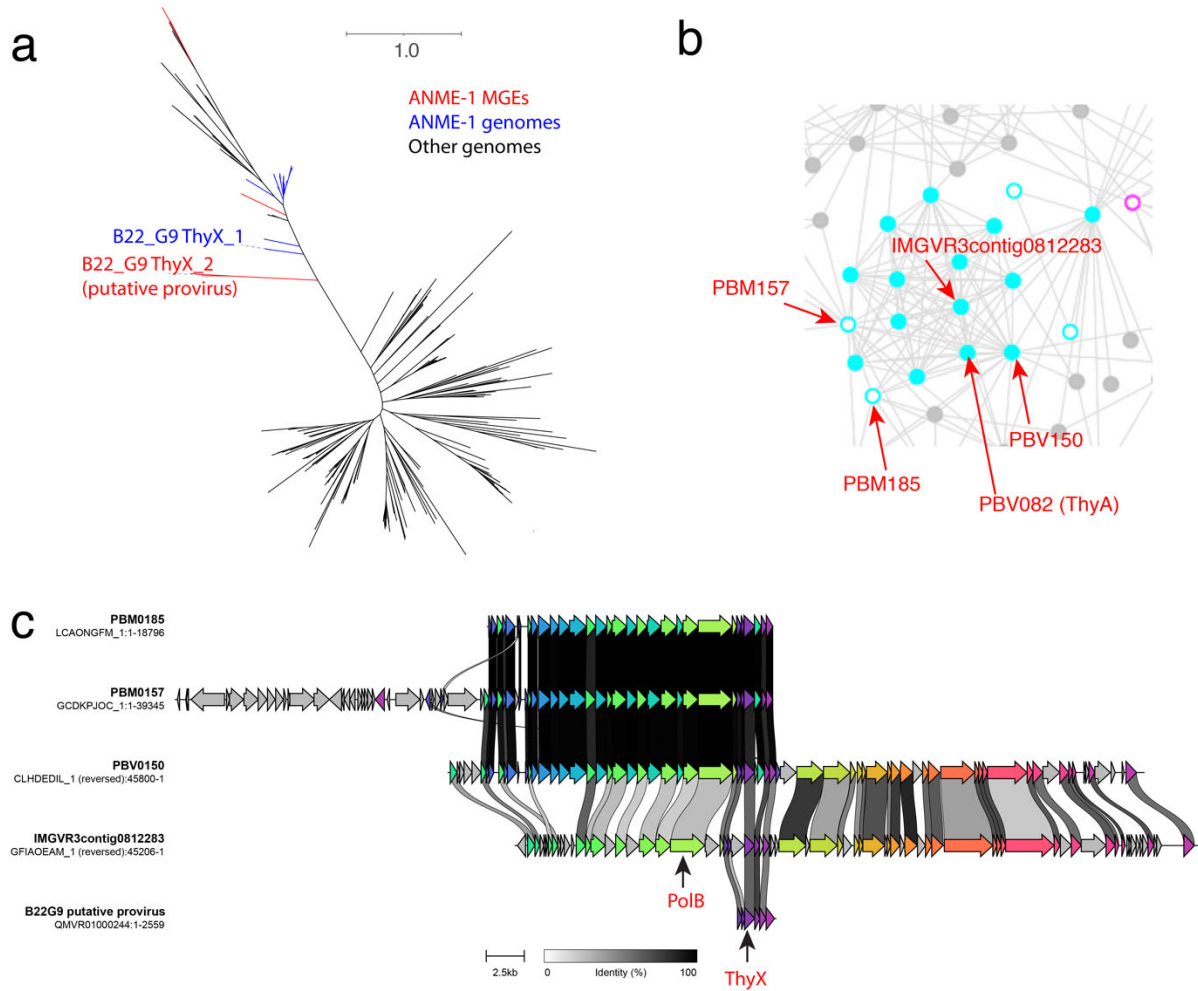 a
1.0
ANME-1 MGEs
ANME-1 genomes
Other genomes
B22_G9 ThyX_1
B22_G9 ThyX_2
(putative provirus)
b
IMGVR3contig0812283
PBM157
PBV150
PBM185
PBV082 (ThyA)
c
PBM0185
LCAONGFM_1:1-18796
PBM0157
GCDKPJOC_1:1-39345
PBV0150
CLHDEDIL_1 (reversed):45800-1
IMGVR3contig0812283
GFIAOEAM_1 (reversed):45206-1
PolB
B22G9 putative provirus
QMVR01000244:1-2559
2.5kb
0
Identity (%)
100
ThyX